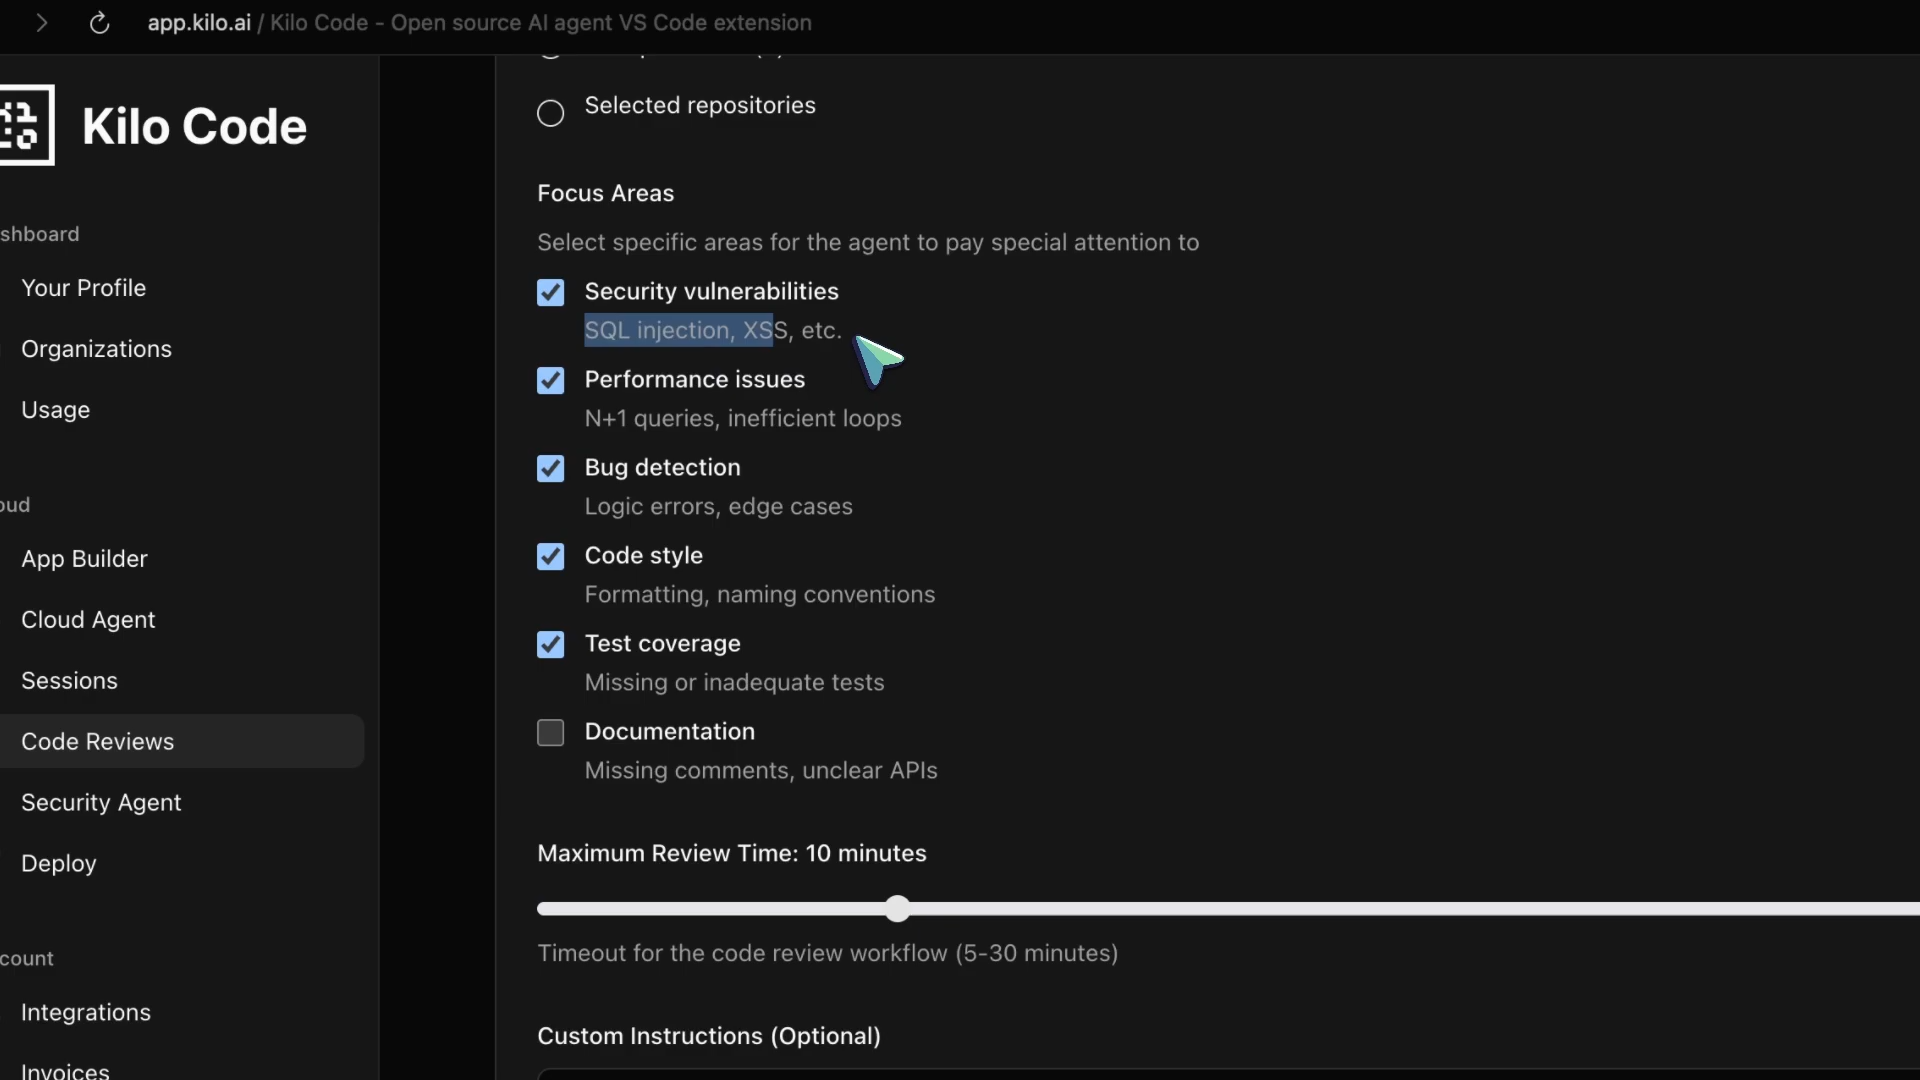 app.kilo.ai / Kilo Code - Open source AI agent VS Code extension
Kilo Code
shboard
Your Profile
Organizations
Usage
oud
App Builder
Cloud Agent
Sessions
Code Reviews
Security Agent
Deploy
count
Integrations
Invoices
Selected repositories
Focus Areas
Select specific areas for the agent to pay special attention to
Security vulnerabilities
SQL injection, XSS, etc.
Performance issues
N+1 queries, inefficient loops
Bug detection
Logic errors, edge cases
Code style
Formatting, naming conventions
Test coverage
Missing or inadequate tests
Documentation
Missing comments, unclear APIs
Maximum Review Time: 10 minutes
Timeout for the code review workflow (5-30 minutes)
Custom Instructions (Optional)